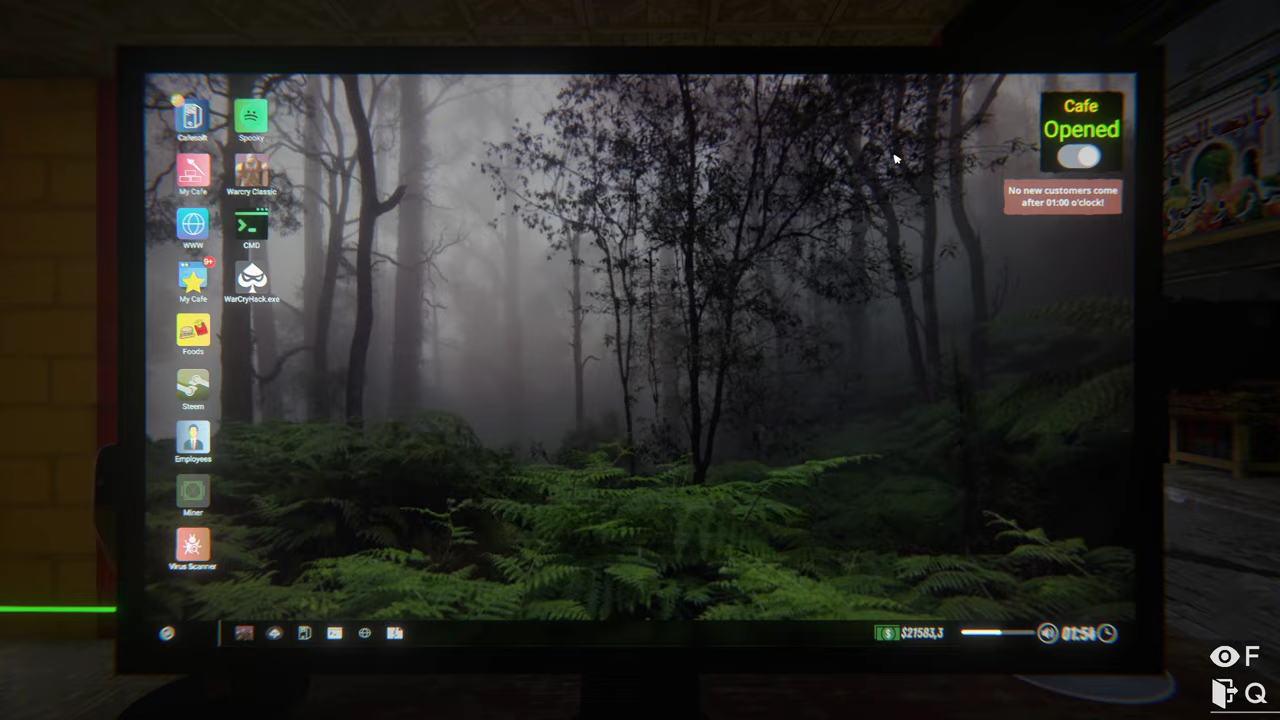 Cafe
Opened
No new customers come
after 01:00 o'clock!
Cafesoft
Spooky
My Cafe
Warcry Classic
WWW
CMD
9+
My Cafe
WarCryHack.exe
Foods
Steem
Employees
Miner
Virus Scanner
$21583,3
01:54
F
Q